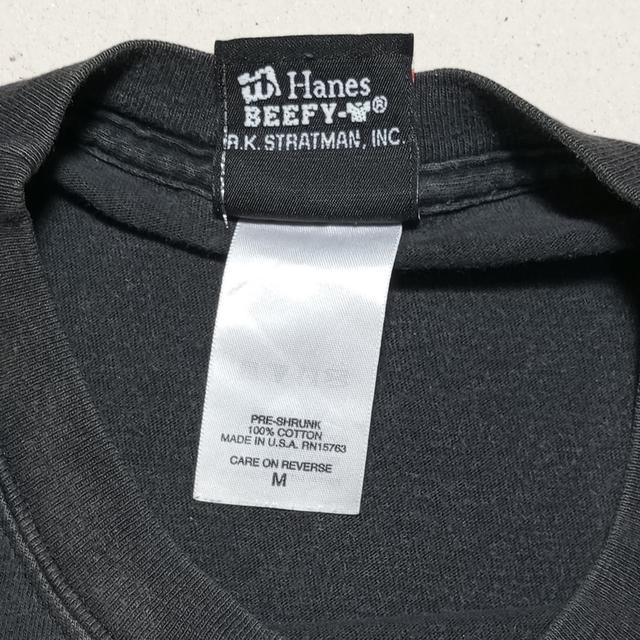 Hanes
BEEFY-T®
R.K. STRATMAN, INC.
PRE-SHRUNK
100% COTTON
MADE IN U.S.A. RN15763
CARE ON REVERSE
M